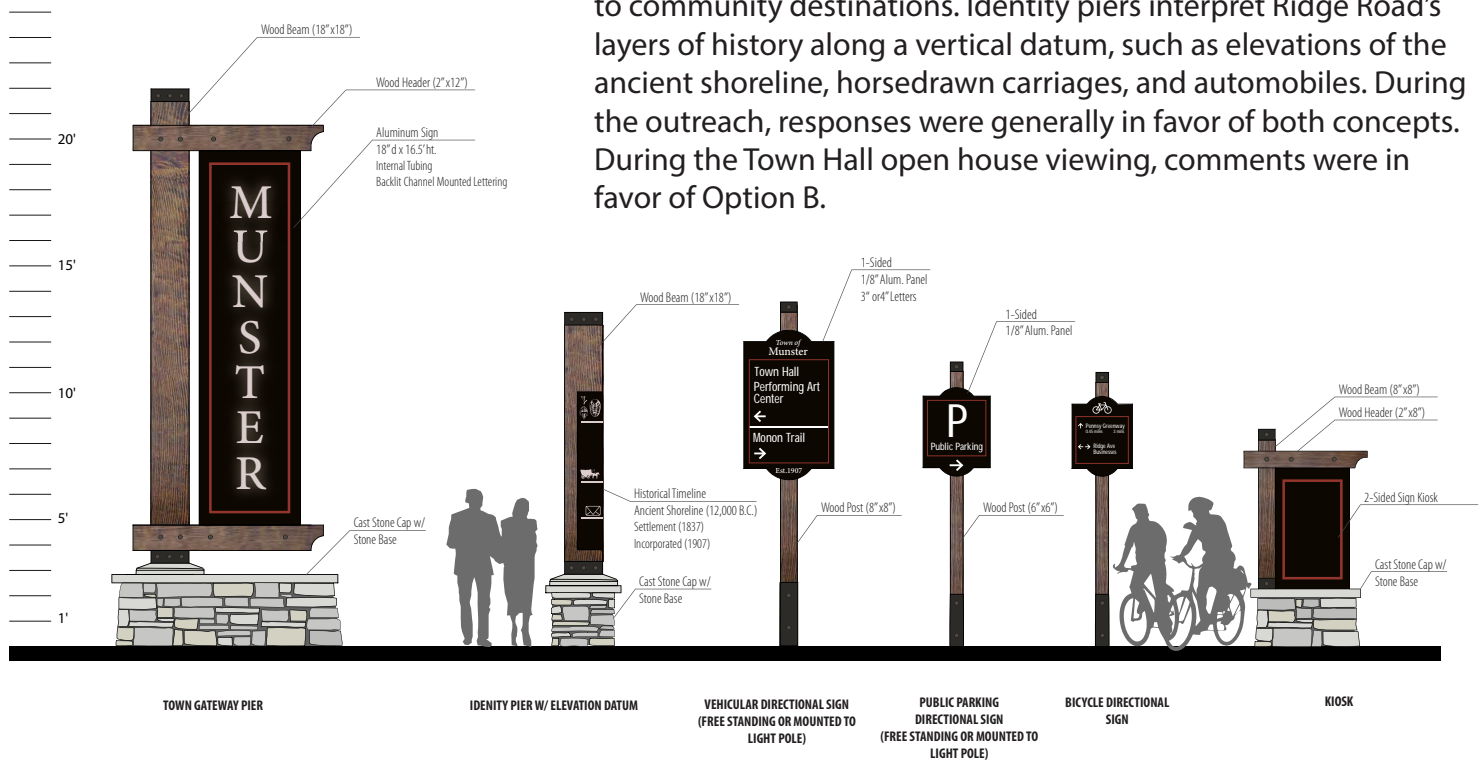 to community destinations. Identity piers interpret Ridge Road's
layers of history along a vertical datum, such as elevations of the
ancient shoreline, horsedrawn carriages, and automobiles. During
the outreach, responses were generally in favor of both concepts.
During the Town Hall open house viewing, comments were in
favor of Option B.
20'
15'
10'
5'
1'
Wood Beam (18"x18")
Wood Header (2"x12")
Aluminum Sign
18"d x 16.5' ht.
Internal Tubing
Backlit Channel Mounted Lettering
MUNSTER
Cast Stone Cap w/
Stone Base
Wood Beam (18"x18")
Historical Timeline
Ancient Shoreline (12,000 B.C.)
Settlement (1837)
Incorporated (1907)
Cast Stone Cap w/
Stone Base
1-Sided
1/8" Alum. Panel
3" or4" Letters
Town of
Munster
Town Hall
Performing Art
Center
←
Monon Trail
→
Est.1907
Wood Post (8"x8")
1-Sided
1/8" Alum. Panel
P
Public Parking
→
Wood Post (6"x6")
↑ Pennsy Greenway
0.45 miles 3 mins
← → Ridge Ave
Businesses
Wood Beam (8"x8")
Wood Header (2"x8")
2-Sided Sign Kiosk
Cast Stone Cap w/
Stone Base
TOWN GATEWAY PIER
IDENITY PIER W/ ELEVATION DATUM
VEHICULAR DIRECTIONAL SIGN
(FREE STANDING OR MOUNTED TO
LIGHT POLE)
PUBLIC PARKING
DIRECTIONAL SIGN
(FREE STANDING OR MOUNTED TO
LIGHT POLE)
BICYCLE DIRECTIONAL
SIGN
KIOSK